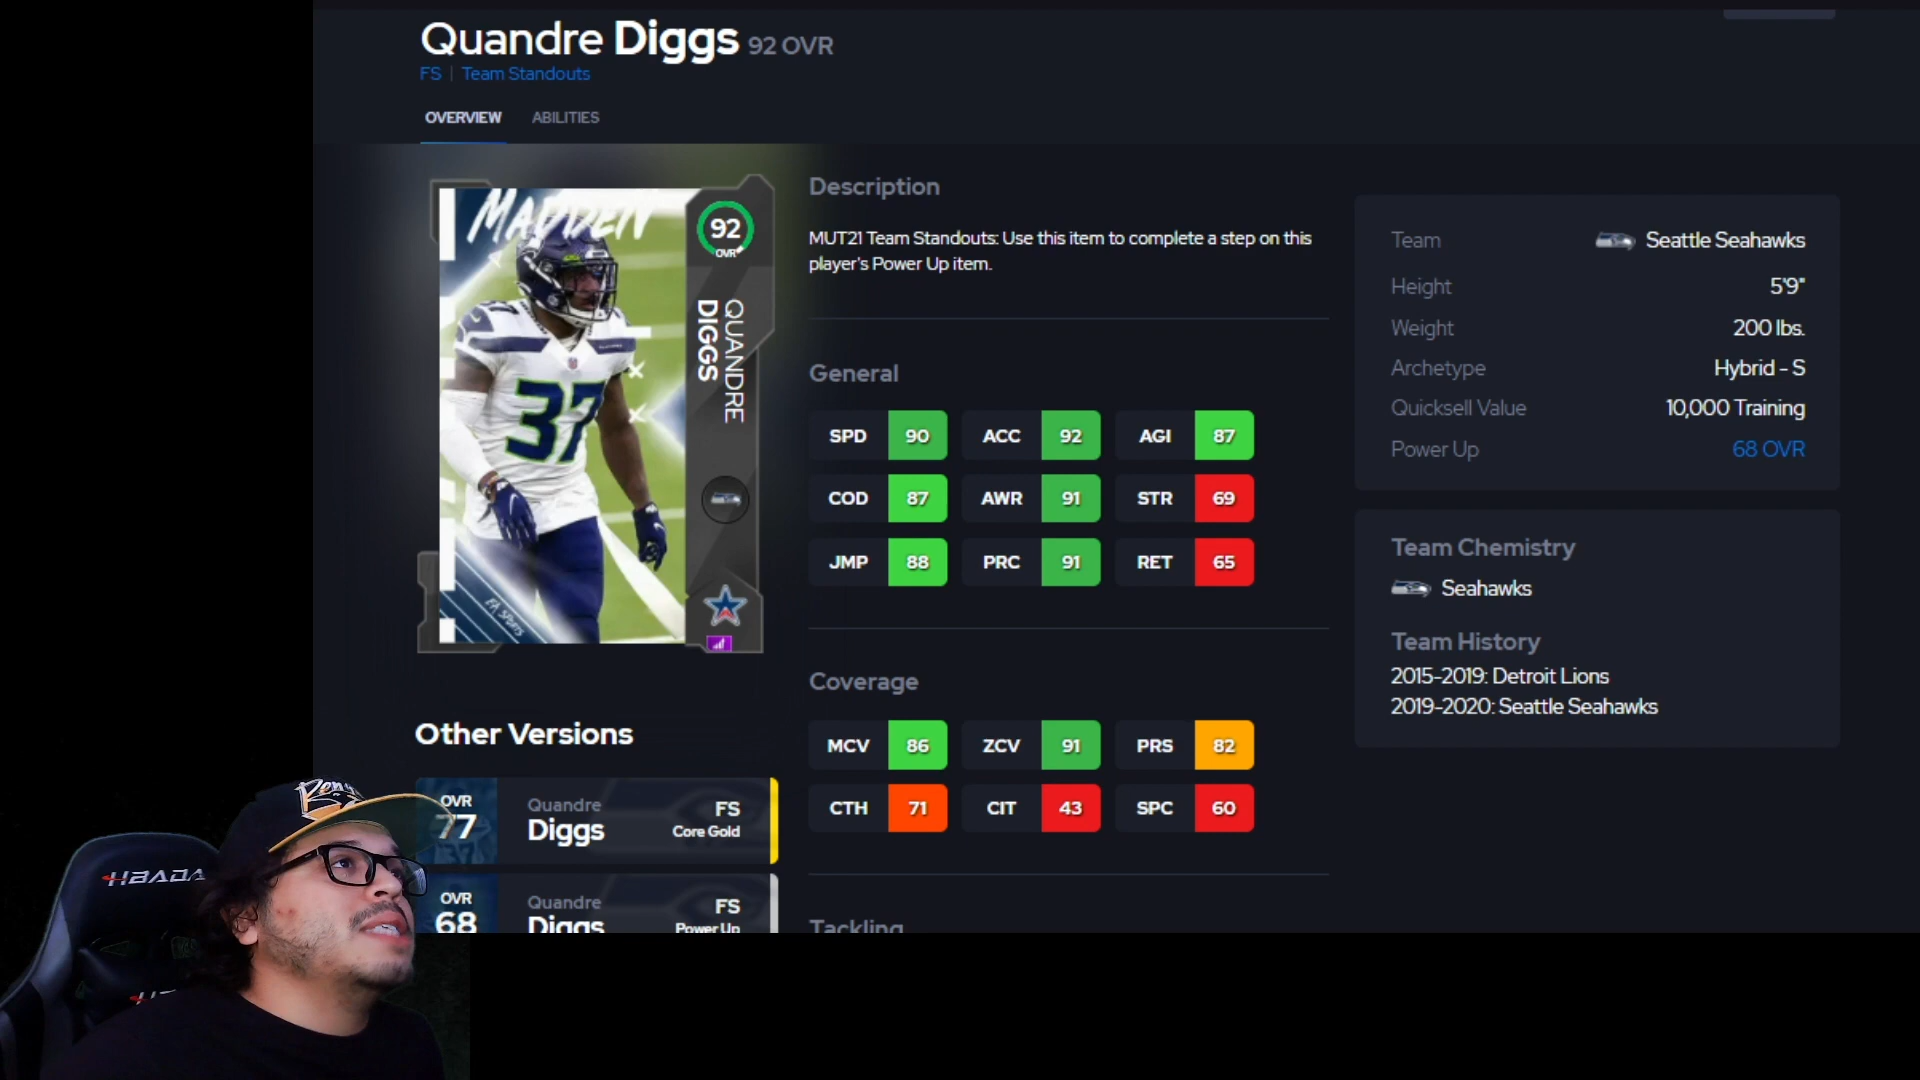 Quandre Diggs 92 OVR
FS | Team Standouts
OVERVIEW ABILITIES
MADDEN
92
OVR
QUANDRE
DIGGS
37
EA SPORTS
Description
MUT21 Team Standouts: Use this item to complete a step on this
player's Power Up item.
General
SPD 90 ACC 92 AGI 87
COD 87 AWR 91 STR 69
JMP 88 PRC 91 RET 65
Coverage
MCV 86 ZCV 91 PRS 82
CTH 71 CIT 43 SPC 60
Tackling
Team Seattle Seahawks
Height 5'9"
Weight 200 lbs.
Archetype Hybrid - S
Quicksell Value 10,000 Training
Power Up 68 OVR
Team Chemistry
Seahawks
Team History
2015-2019: Detroit Lions
2019-2020: Seattle Seahawks
Other Versions
OVR
77
Quandre
Diggs
FS
Core Gold
OVR
68
Quandre
Diggs
FS
Power Up
HBADA